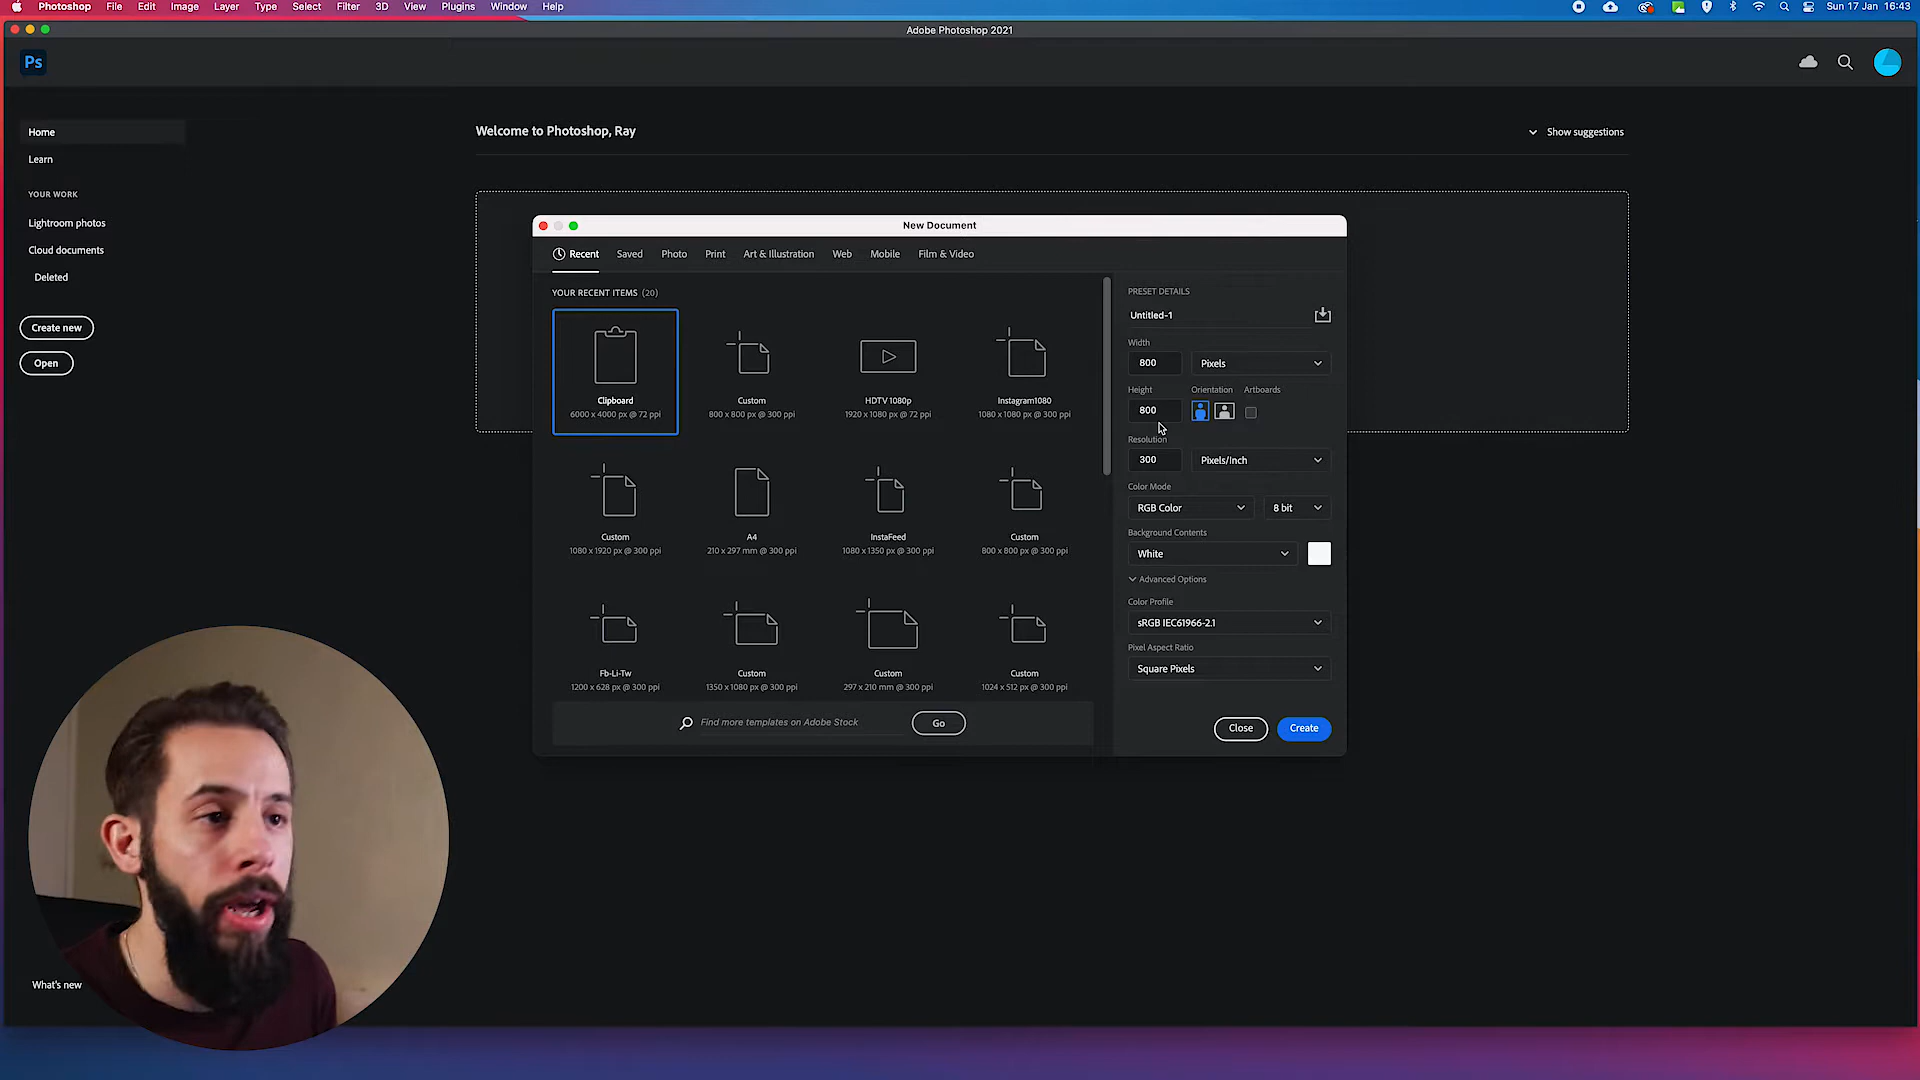 Photoshop File Edit Image Layer Type Select Filter 3D View Plugins Window Help Sun 17 Jan 16:43
Adobe Photoshop 2021
Ps
Home
Learn
YOUR WORK
Lightroom photos
Cloud documents
Deleted
Create new
Open
What's new
Welcome to Photoshop, Ray
Show suggestions
New Document
Recent Saved Photo Print Art & Illustration Web Mobile Film & Video
YOUR RECENT ITEMS (20)
Clipboard
6000 x 4000 px @ 72 ppi
Custom
800 x 800 px @ 300 ppi
HDTV 1080p
1920 x 1080 px @ 72 ppi
Instagram1080
1080 x 1080 px @ 300 ppi
Custom
1080 x 1920 px @ 300 ppi
A4
210 x 297 mm @ 300 ppi
InstaFeed
1080 x 1350 px @ 300 ppi
Custom
800 x 800 px @ 300 ppi
Fb-Li-Tw
1200 x 628 px @ 300 ppi
Custom
1350 x 1080 px @ 300 ppi
Custom
297 x 210 mm @ 300 ppi
Custom
1024 x 512 px @ 300 ppi
Find more templates on Adobe Stock
Go
PRESET DETAILS
Untitled-1
Width
800 Pixels
Height Orientation Artboards
800
Resolution
300 Pixels/Inch
Color Mode
RGB Color 8 bit
Background Contents
White
Advanced Options
Color Profile
sRGB IEC61966-2.1
Pixel Aspect Ratio
Square Pixels
Close Create